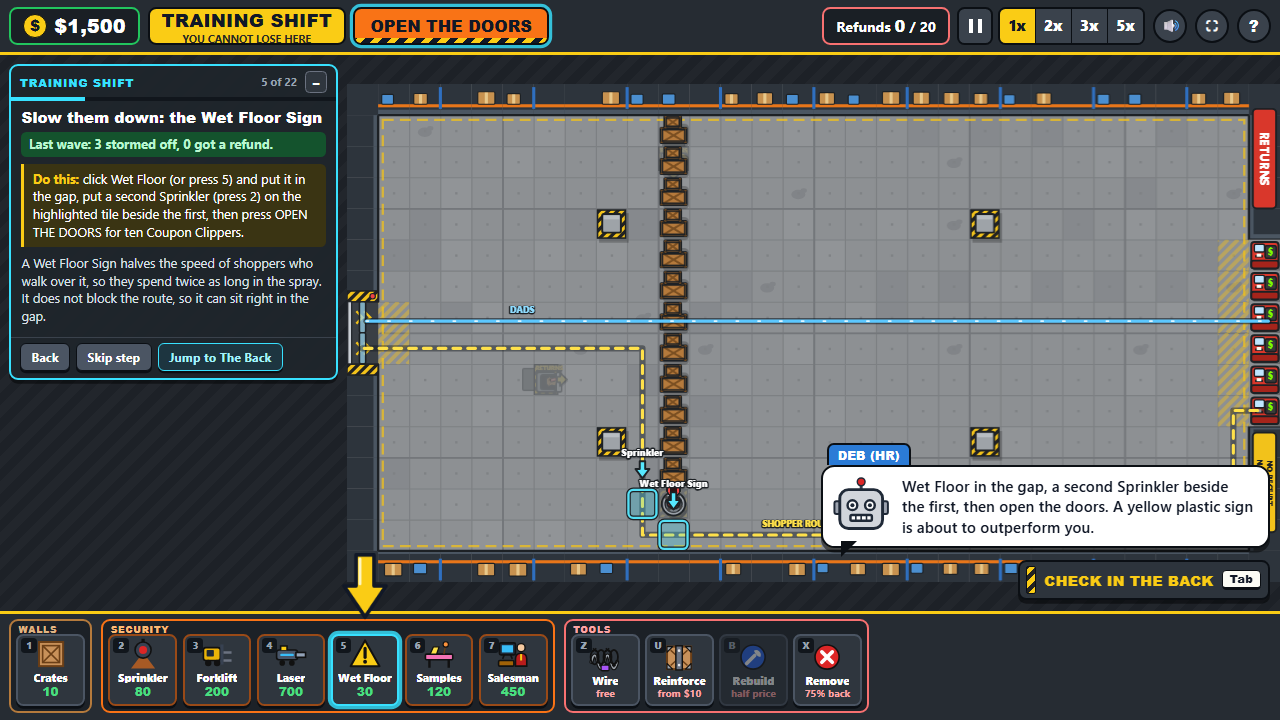 $1,500
TRAINING SHIFT
YOU CANNOT LOSE HERE
OPEN THE DOORS
Refunds 0 / 20
1x
2x
3x
5x
?
TRAINING SHIFT
5 of 22
Slow them down: the Wet Floor Sign
Last wave: 3 stormed off, 0 got a refund.
Do this: click Wet Floor (or press 5) and put it in
the gap, put a second Sprinkler (press 2) on the
highlighted tile beside the first, then press OPEN
THE DOORS for ten Coupon Clippers.
A Wet Floor Sign halves the speed of shoppers who
walk over it, so they spend twice as long in the spray.
It does not block the route, so it can sit right in the
gap.
Back
Skip step
Jump to The Back
RETURNS
DADS
Sprinkler
Wet Floor Sign
SHOPPER
DEB (HR)
Wet Floor in the gap, a second Sprinkler beside
the first, then open the doors. A yellow plastic sign
is about to outperform you.
CHECK IN THE BACK
Tab
WALLS
1
Crates
10
SECURITY
2
Sprinkler
80
3
Forklift
200
4
Laser
700
5
Wet Floor
30
6
Samples
120
7
Salesman
450
TOOLS
Z
Wire
free
U
Reinforce
from $10
B
Rebuild
half price
X
Remove
75% back